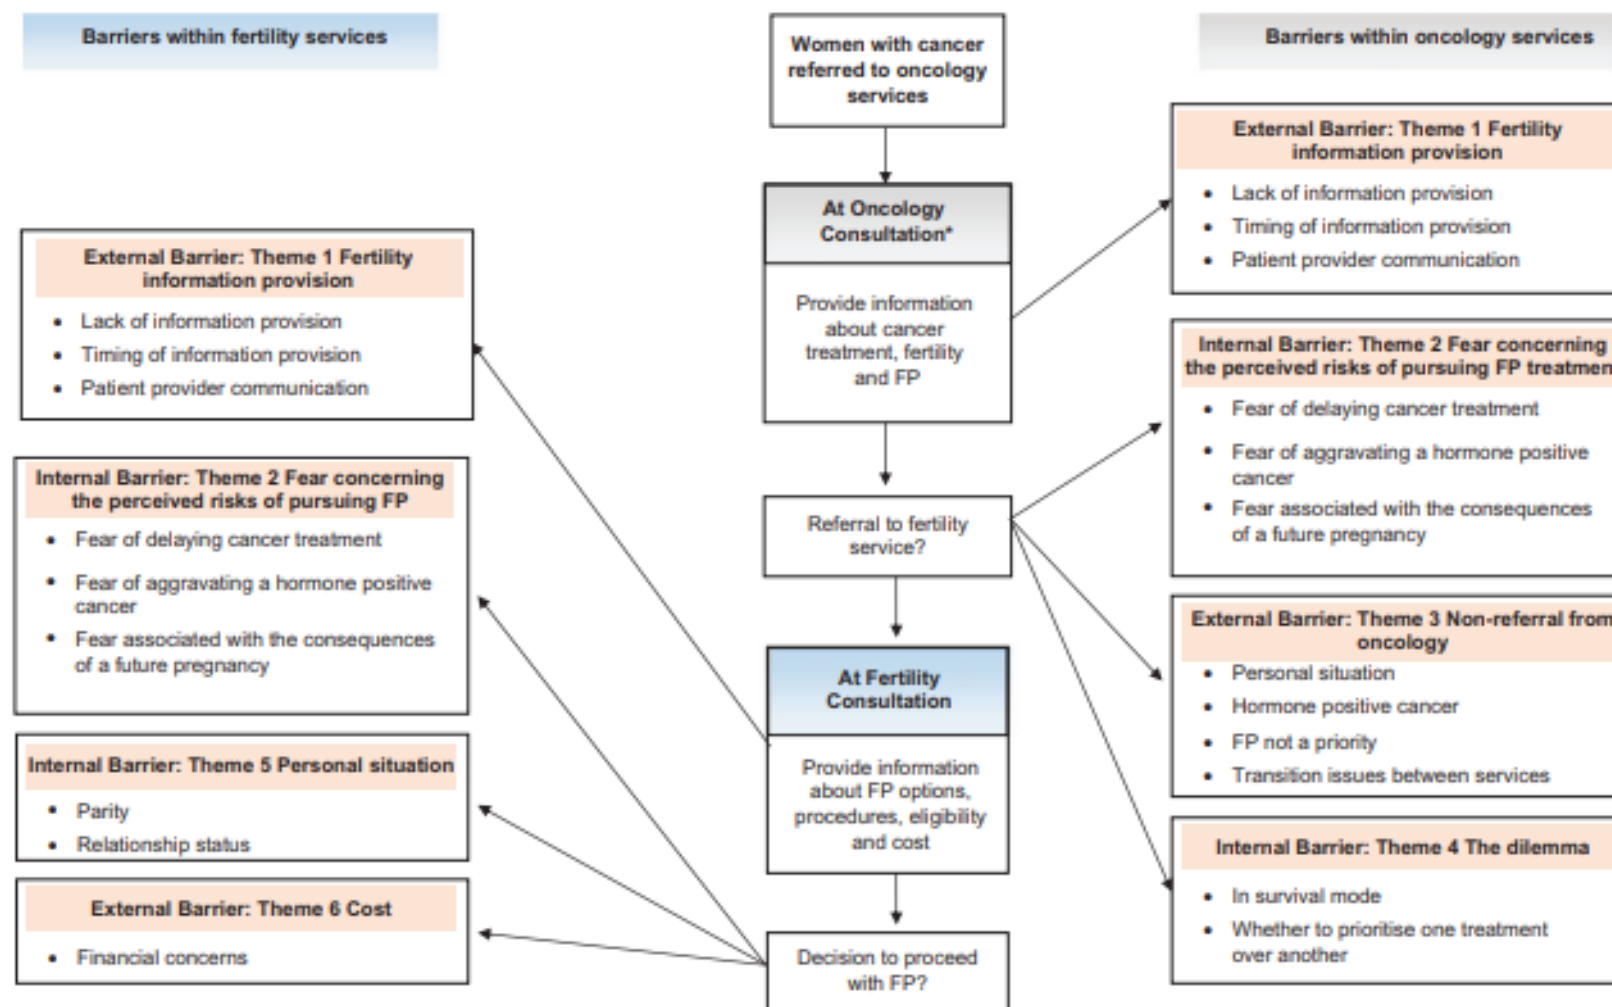 Barriers within fertility services
External Barrier: Theme 1 Fertility
information provision
• Lack of information provision
• Timing of information provision
• Patient provider communication
Internal Barrier: Theme 2 Fear concerning
the perceived risks of pursuing FP
• Fear of delaying cancer treatment
• Fear of aggravating a hormone positive
cancer
• Fear associated with the consequences
of a future pregnancy
Internal Barrier: Theme 5 Personal situation
• Parity
• Relationship status
External Barrier: Theme 6 Cost
• Financial concerns
Women with cancer
referred to oncology
services
At Oncology
Consultation*
Provide information
about cancer
treatment, fertility
and FP
Referral to fertility
service?
At Fertility
Consultation
Provide information
about FP options,
procedures, eligibility
and cost
Decision to proceed
with FP?
Barriers within oncology services
External Barrier: Theme 1 Fertility
information provision
• Lack of information provision
• Timing of information provision
• Patient provider communication
Internal Barrier: Theme 2 Fear concerning
the perceived risks of pursuing FP treatmen
• Fear of delaying cancer treatment
• Fear of aggravating a hormone positive
cancer
• Fear associated with the consequences
of a future pregnancy
External Barrier: Theme 3 Non-referral from
oncology
• Personal situation
• Hormone positive cancer
• FP not a priority
• Transition issues between services
Internal Barrier: Theme 4 The dilemma
• In survival mode
• Whether to prioritise one treatment
over another